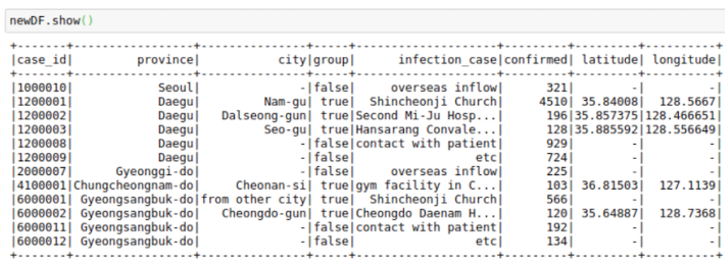 newDF.show()
+-------+-----------------+---------------+-----+--------------------+---------+---------+----------+
|case_id|         province|           city|group|      infection_case|confirmed| latitude| longitude|
+-------+-----------------+---------------+-----+--------------------+---------+---------+----------+
|1000010|            Seoul|              -|false|     overseas inflow|      321|        -|         -|
|1200001|            Daegu|         Nam-gu| true|  Shincheonji Church|     4510| 35.84008|  128.5667|
|1200002|            Daegu|   Dalseong-gun| true|Second Mi-Ju Hosp...|      196|35.857375|128.466651|
|1200003|            Daegu|         Seo-gu| true|Hansarang Convale...|      128|35.885592|128.556649|
|1200008|            Daegu|              -|false|contact with patient|      929|        -|         -|
|1200009|            Daegu|              -|false|                 etc|      724|        -|         -|
|2000007|      Gyeonggi-do|              -|false|     overseas inflow|      225|        -|         -|
|4100001|Chungcheongnam-do|     Cheonan-si| true|gym facility in C...|      103| 36.81503|  127.1139|
|6000001| Gyeongsangbuk-do|from other city| true|  Shincheonji Church|      566|        -|         -|
|6000002| Gyeongsangbuk-do|   Cheongdo-gun| true|Cheongdo Daenam H...|      120| 35.64887|  128.7368|
|6000011| Gyeongsangbuk-do|              -|false|contact with patient|      192|        -|         -|
|6000012| Gyeongsangbuk-do|              -|false|                 etc|      134|        -|         -|
+-------+-----------------+---------------+-----+--------------------+---------+---------+----------+